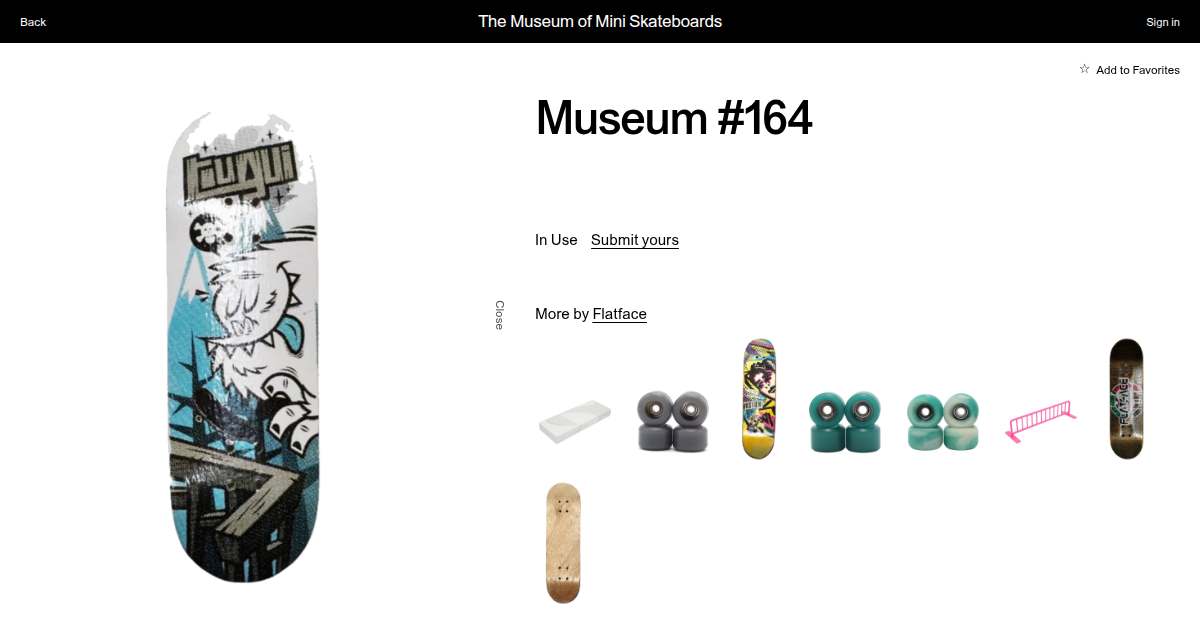 Back
The Museum of Mini Skateboards
Sign in
☆ Add to Favorites
Museum #164
In Use Submit yours
Close
More by Flatface
FLATFACE